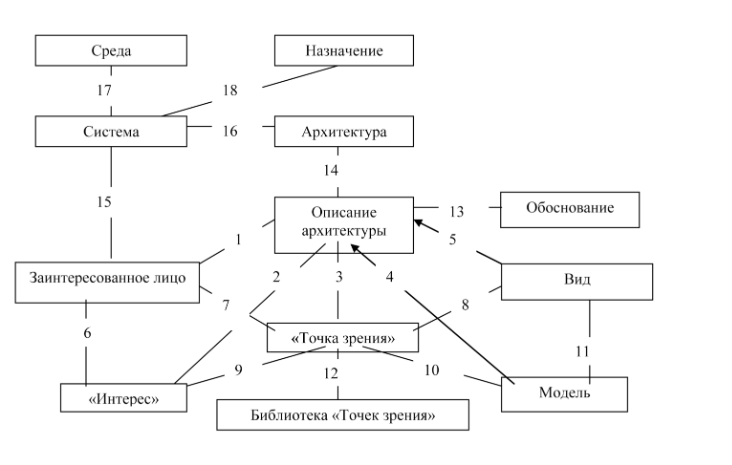 Среда
Назначение
17
18
Система
16
Архитектура
14
15
Описание
архитектуры
13
Обоснование
1
5
Заинтересованное лицо
2
3
4
Вид
7
8
6
«Точка зрения»
11
9
12
10
«Интерес»
Модель
Библиотека «Точек зрения»